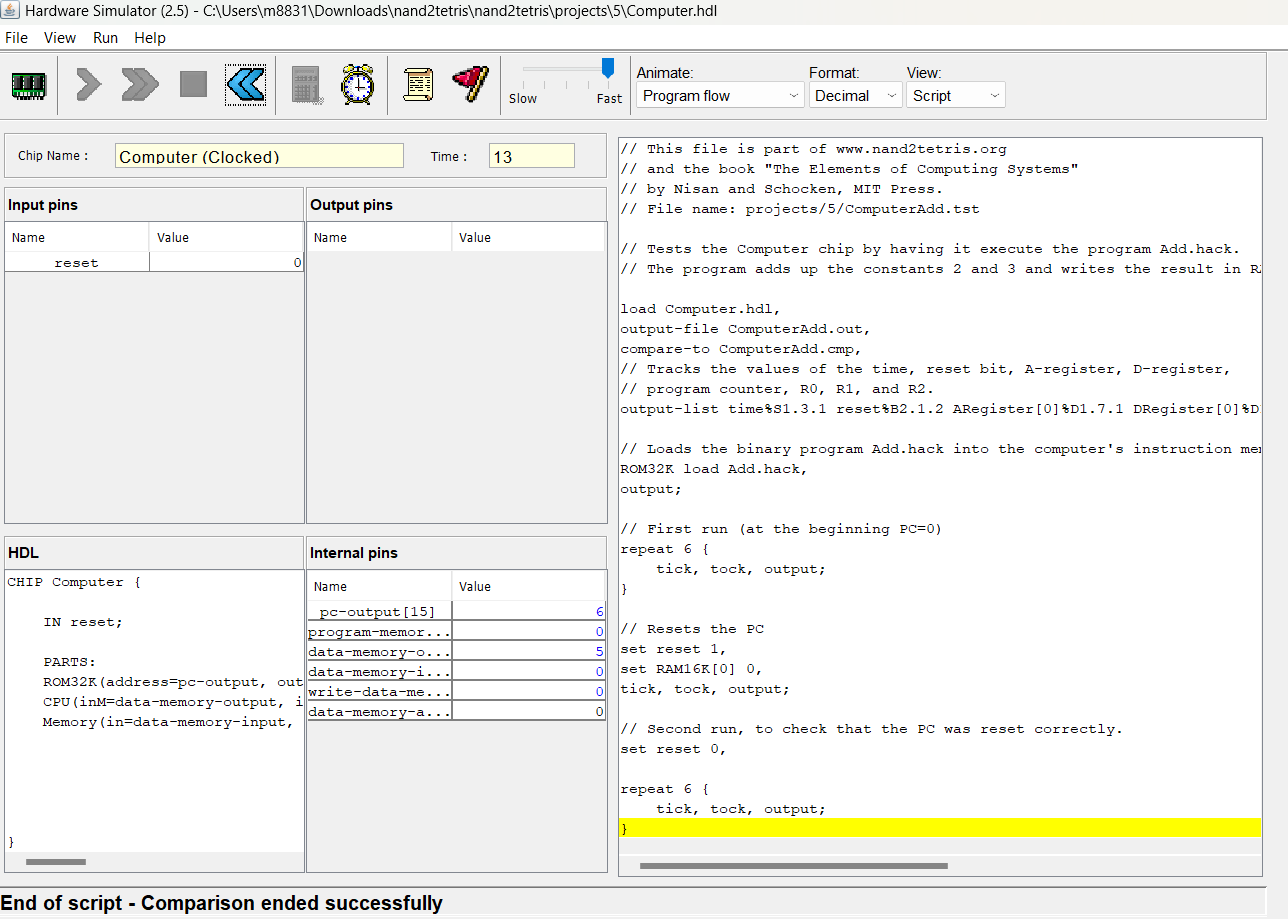 Hardware Simulator (2.5) - C:\Users\m8831\Downloads\nand2tetris\nand2tetris\projects\5\Computer.hdl
File View Run Help
Slow Fast
Animate: Format: View:
Program flow Decimal Script
Chip Name : Computer (Clocked) Time : 13
Input pins
Name Value
reset 0
Output pins
Name Value
HDL
CHIP Computer {
IN reset;
PARTS:
ROM32K(address=pc-output, out
CPU(inM=data-memory-output, i
Memory(in=data-memory-input,
}
Internal pins
Name Value
pc-output[15] 6
program-memor... 0
data-memory-o... 5
data-memory-i... 0
write-data-me... 0
data-memory-a... 0
// This file is part of www.nand2tetris.org
// and the book "The Elements of Computing Systems"
// by Nisan and Schocken, MIT Press.
// File name: projects/5/ComputerAdd.tst
// Tests the Computer chip by having it execute the program Add.hack.
// The program adds up the constants 2 and 3 and writes the result in R
load Computer.hdl,
output-file ComputerAdd.out,
compare-to ComputerAdd.cmp,
// Tracks the values of the time, reset bit, A-register, D-register,
// program counter, R0, R1, and R2.
output-list time%S1.3.1 reset%B2.1.2 ARegister[0]%D1.7.1 DRegister[0]%D
// Loads the binary program Add.hack into the computer's instruction me
ROM32K load Add.hack,
output;
// First run (at the beginning PC=0)
repeat 6 {
tick, tock, output;
}
// Resets the PC
set reset 1,
set RAM16K[0] 0,
tick, tock, output;
// Second run, to check that the PC was reset correctly.
set reset 0,
repeat 6 {
tick, tock, output;
}
End of script - Comparison ended successfully